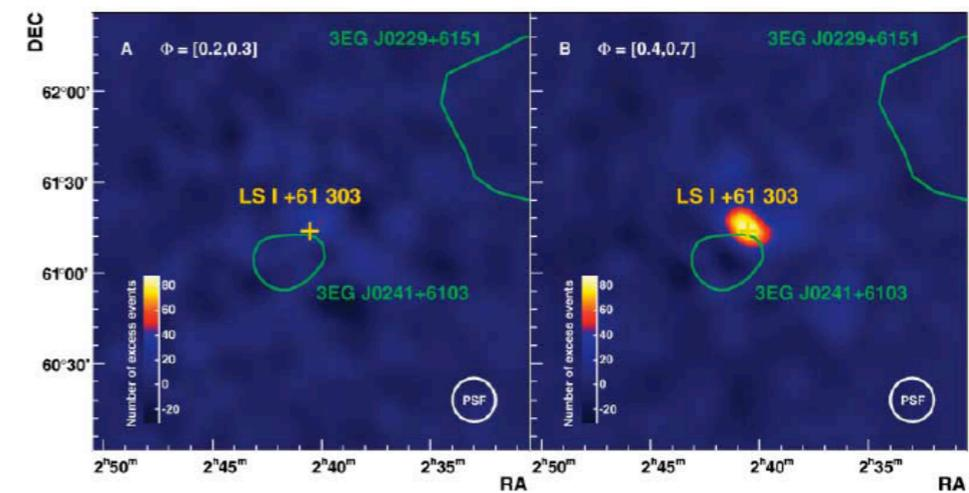 DEC
A Φ = [0.2,0.3]
3EG J0229+6151
LS I +61 303
3EG J0241+6103
Number of excess events
80
60
40
20
0
-20
PSF
B Φ = [0.4,0.7]
3EG J0229+6151
LS I +61 303
3EG J0241+6103
Number of excess events
80
60
40
20
0
-20
PSF
62°00'
61°30'
61°00'
60°30'
2ʰ50ᵐ 2ʰ45ᵐ 2ʰ40ᵐ 2ʰ35ᵐ 2ʰ50ᵐ 2ʰ45ᵐ 2ʰ40ᵐ 2ʰ35ᵐ
RA RA